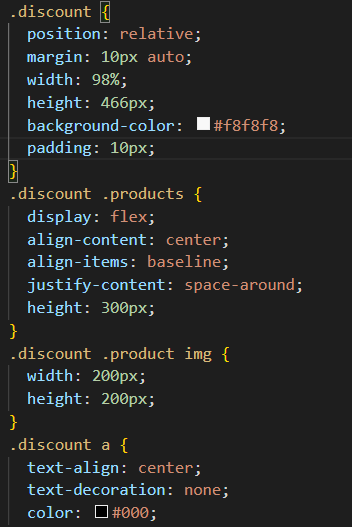 .discount {
position: relative;
margin: 10px auto;
width: 98%;
height: 466px;
background-color: #f8f8f8;
padding: 10px;
}
.discount .products {
display: flex;
align-content: center;
align-items: baseline;
justify-content: space-around;
height: 300px;
}
.discount .product img {
width: 200px;
height: 200px;
}
.discount a {
text-align: center;
text-decoration: none;
color: #000;